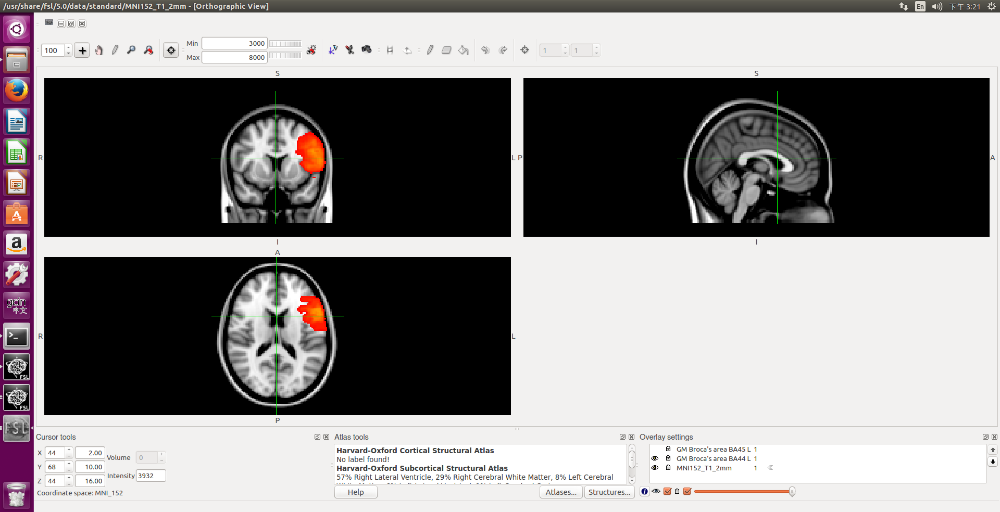 /usr/share/fsl/5.0/data/standard/MNI152_T1_2mm - [Orthographic View]
En
下午 3:21
100
Min 3000
Max 8000
1
1
S
S
R
L
P
A
I
I
A
R
L
P
gcin
中文
FSL
FSL
FSL
Cursor tools
X 44 2.00
Y 68 10.00
Z 44 16.00
Volume 0
Intensity 3932
Coordinate space: MNI_152
Atlas tools
Harvard-Oxford Cortical Structural Atlas
No label found!
Harvard-Oxford Subcortical Structural Atlas
57% Right Lateral Ventricle, 29% Right Cerebral White Matter, 8% Left Cerebral
Help
Atlases...
Structures...
Overlay settings
GM Broca's area BA45 L 1
GM Broca's area BA44 L 1
MNI152_T1_2mm 1